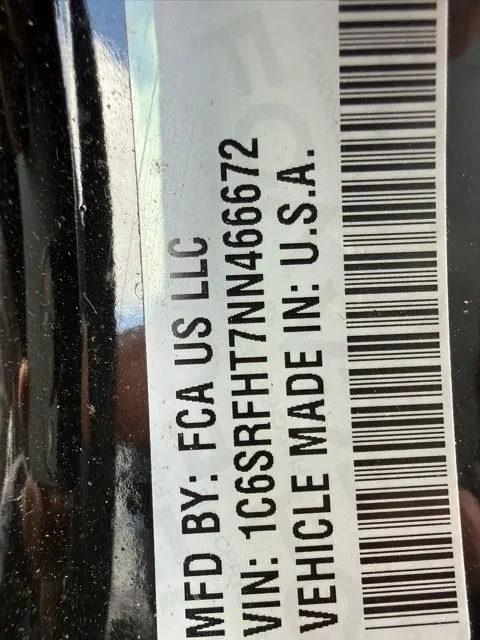 MFD BY: FCA US LLC
VIN: 1C6SRFHT7NN466672
VEHICLE MADE IN: U.S.A.